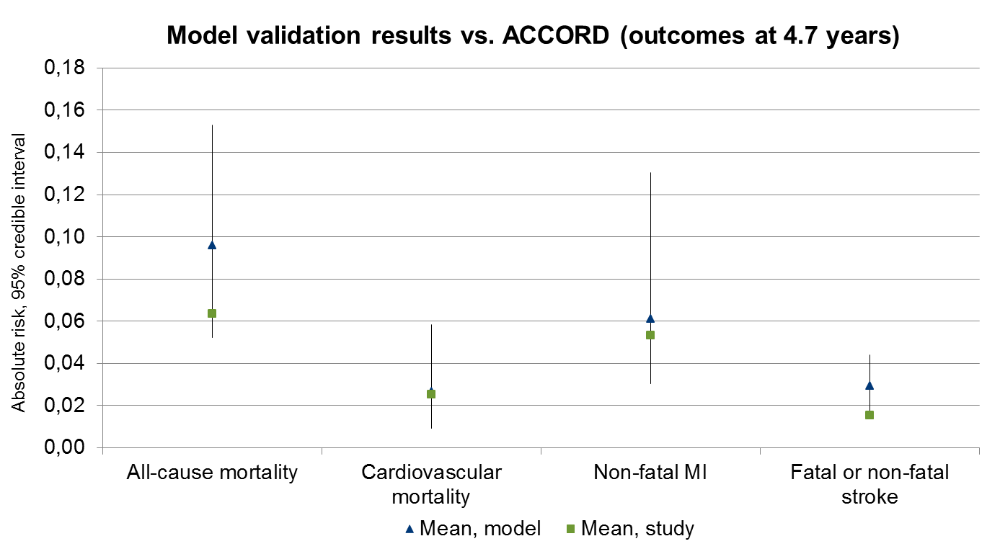 Model validation results vs. ACCORD (outcomes at 4.7 years)
Absolute risk, 95% credible interval
0,18
0,16
0,14
0,12
0,10
0,08
0,06
0,04
0,02
0,00
All-cause mortality
Cardiovascular
mortality
Non-fatal MI
Fatal or non-fatal
stroke
Mean, model
Mean, study